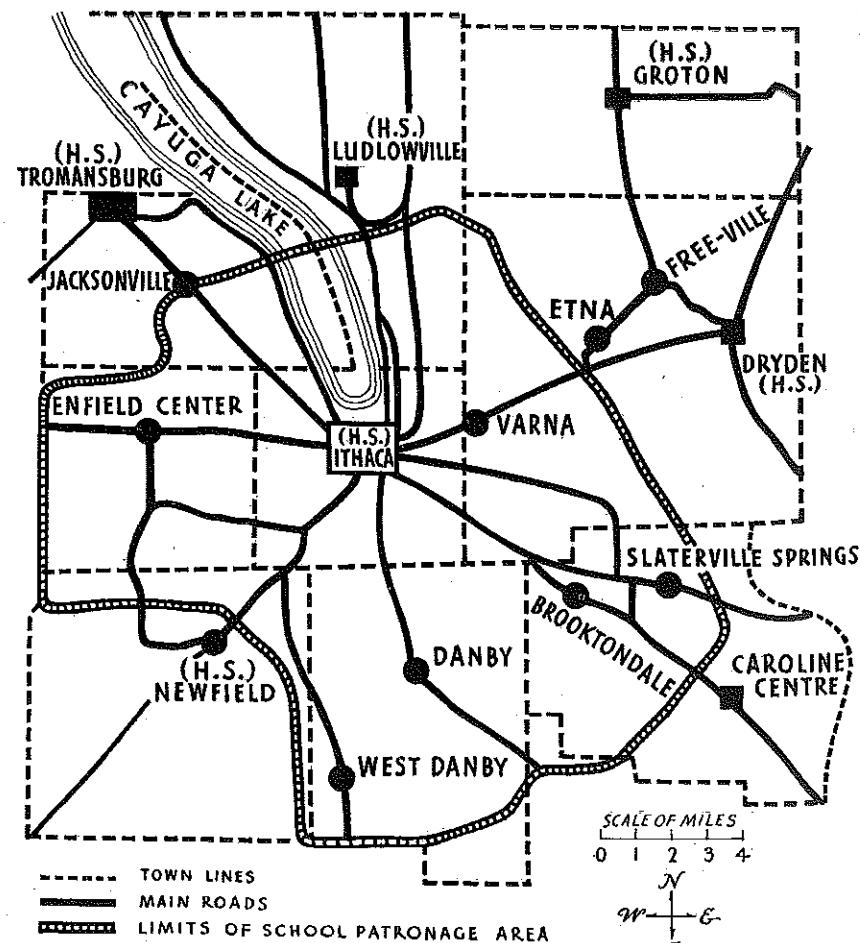 (H.S.)
GROTON
CAYUGA LAKE
(H.S.)
LUDLOWVILLE
(H.S.)
TROMANSBURG
JACKSONVILLE
FREE-VILLE
ETNA
DRYDEN
(H.S.)
ENFIELD CENTER
VARNA
(H.S.)
ITHACA
SLATERVILLE SPRINGS
BROOKTONDALE
(H.S.)
NEWFIELD
DANBY
CAROLINE
CENTRE
WEST DANBY
SCALE OF MILES
0 1 2 3 4
TOWN LINES
MAIN ROADS
LIMITS OF SCHOOL PATRONAGE AREA
N
W E